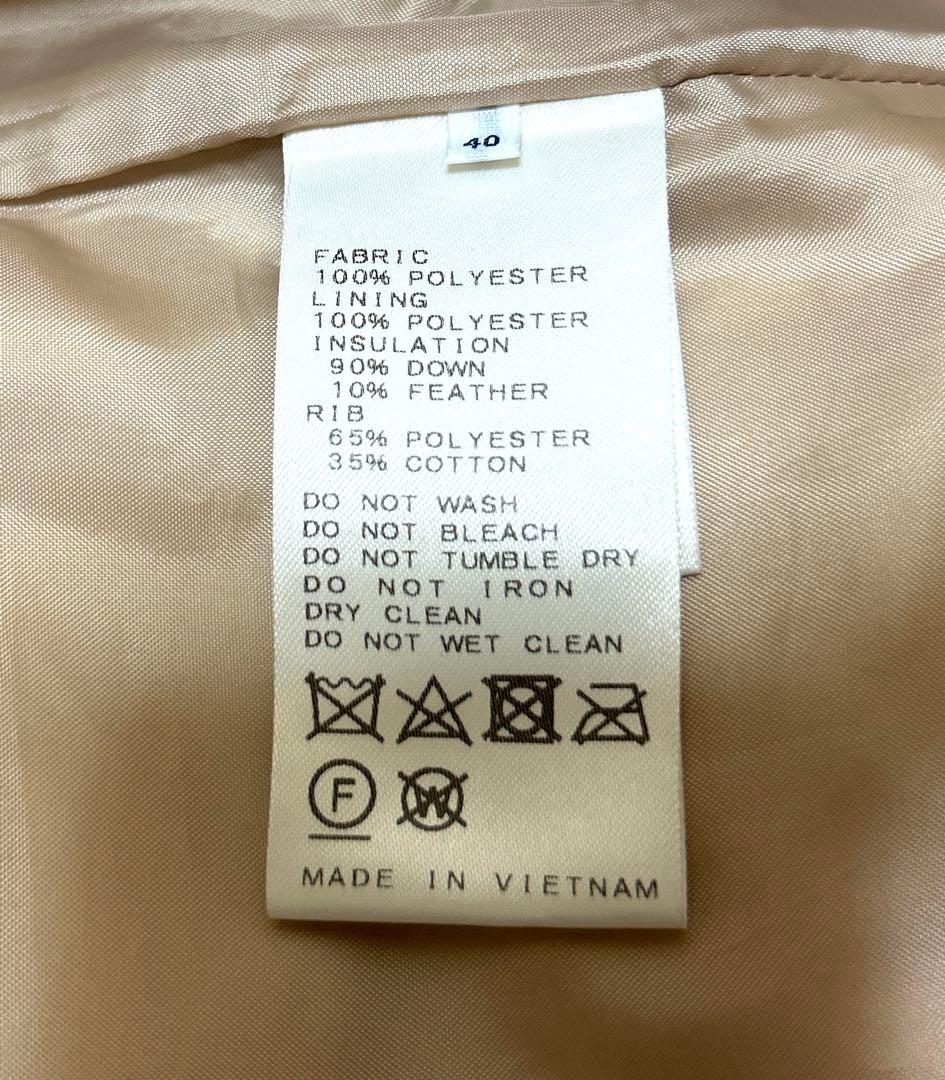 40
FABRIC
100% POLYESTER
LINING
100% POLYESTER
INSULATION
90% DOWN
10% FEATHER
RIB
65% POLYESTER
35% COTTON
DO NOT WASH
DO NOT BLEACH
DO NOT TUMBLE DRY
DO NOT IRON
DRY CLEAN
DO NOT WET CLEAN
F W
MADE IN VIETNAM